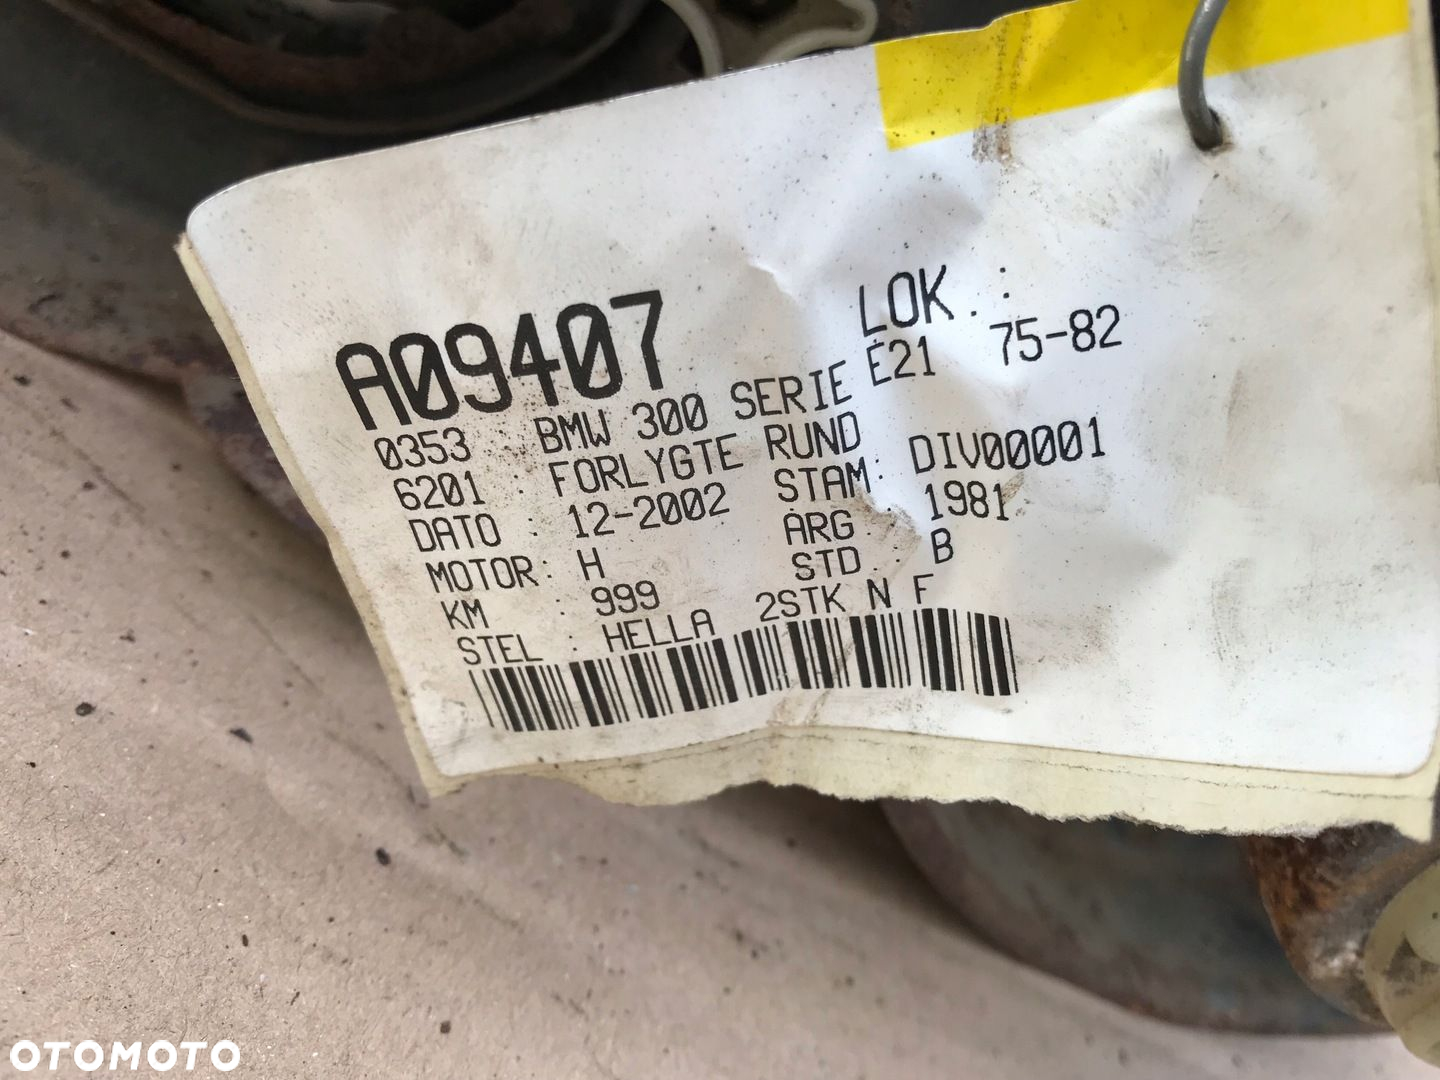 A09407 LOK. :
0353 : BMW 300 SERIE E21 75-82
6201 : FORLYGTE RUND
DATO : 12-2002 STAM: DIV00001
MOTOR: H ARG : 1981
KM : 999 STD. B
STEL : HELLA 2STK N F
OTOMOTO